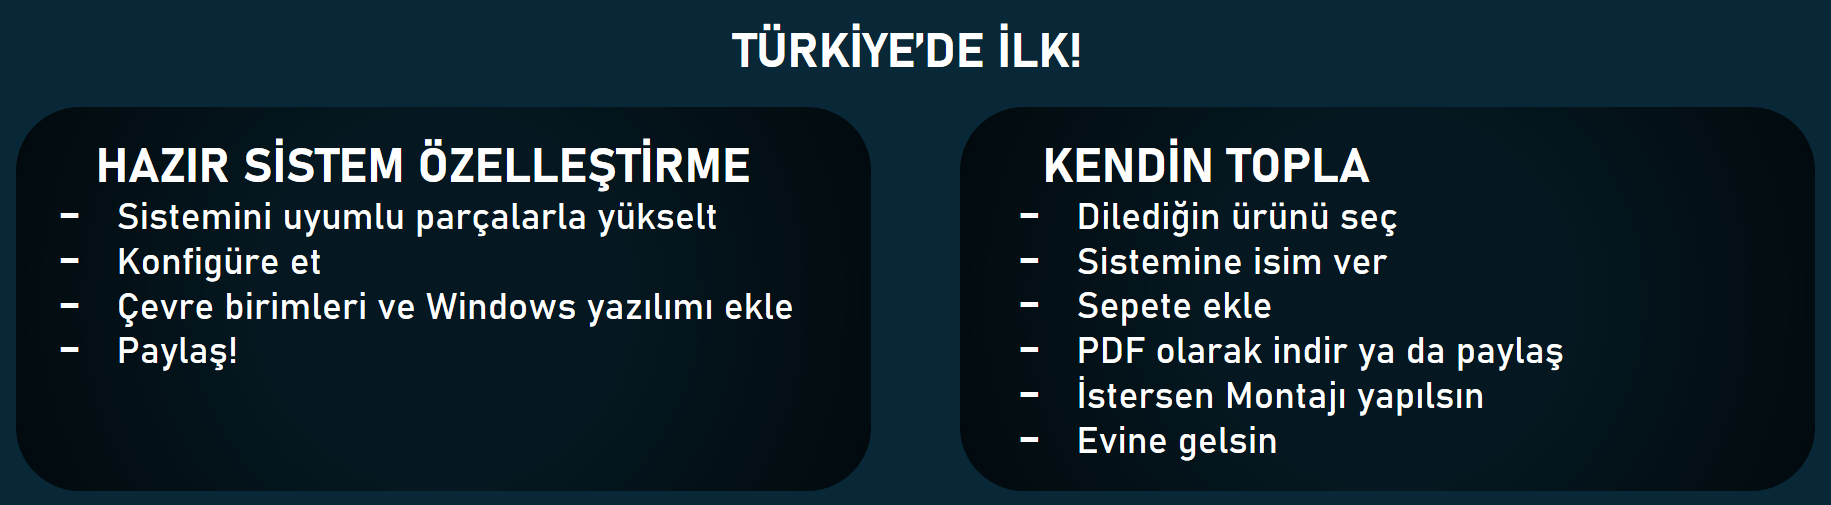 TÜRKİYE’DE İLK!
HAZIR SİSTEM ÖZELLEŞTİRME
- Sistemini uyumlu parçalarla yükselt
- Konfigüre et
- Çevre birimleri ve Windows yazılımı ekle
- Paylaş!
KENDİN TOPLA
- Dilediğin ürünü seç
- Sistemine isim ver
- Sepete ekle
- PDF olarak indir ya da paylaş
- İstersen Montajı yapılsın
- Evine gelsin